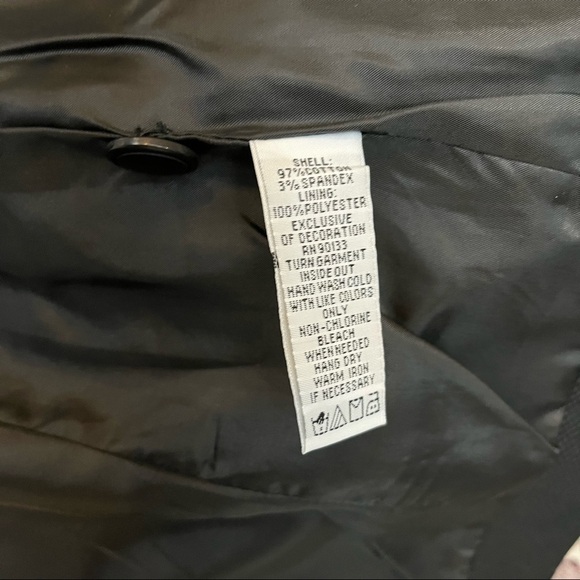 SHELL:
97% COTTON
3% SPANDEX
LINING:
100% POLYESTER
EXCLUSIVE
OF DECORATION
RN 90133
TURN GARMENT
INSIDE OUT
HAND WASH COLD
WITH LIKE COLORS
ONLY
NON-CHLORINE
BLEACH
WHEN NEEDED
HANG DRY
WARM IRON
IF NECESSARY